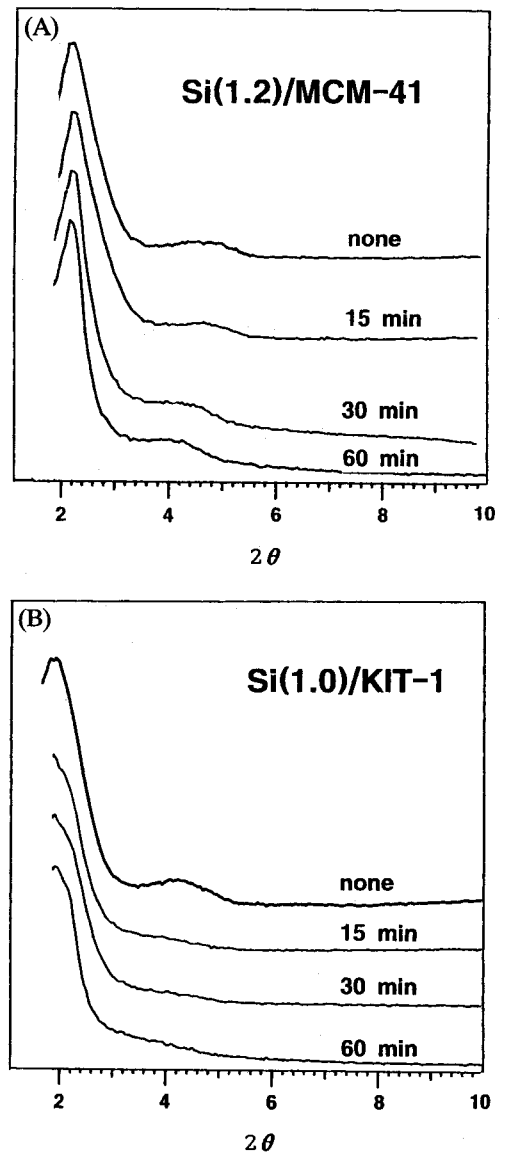 (A)
Si(1.2)/MCM-41
none
15 min
30 min
60 min
2 4 6 8 10
2θ
(B)
Si(1.0)/KIT-1
none
15 min
30 min
60 min
2 4 6 8 10
2θ